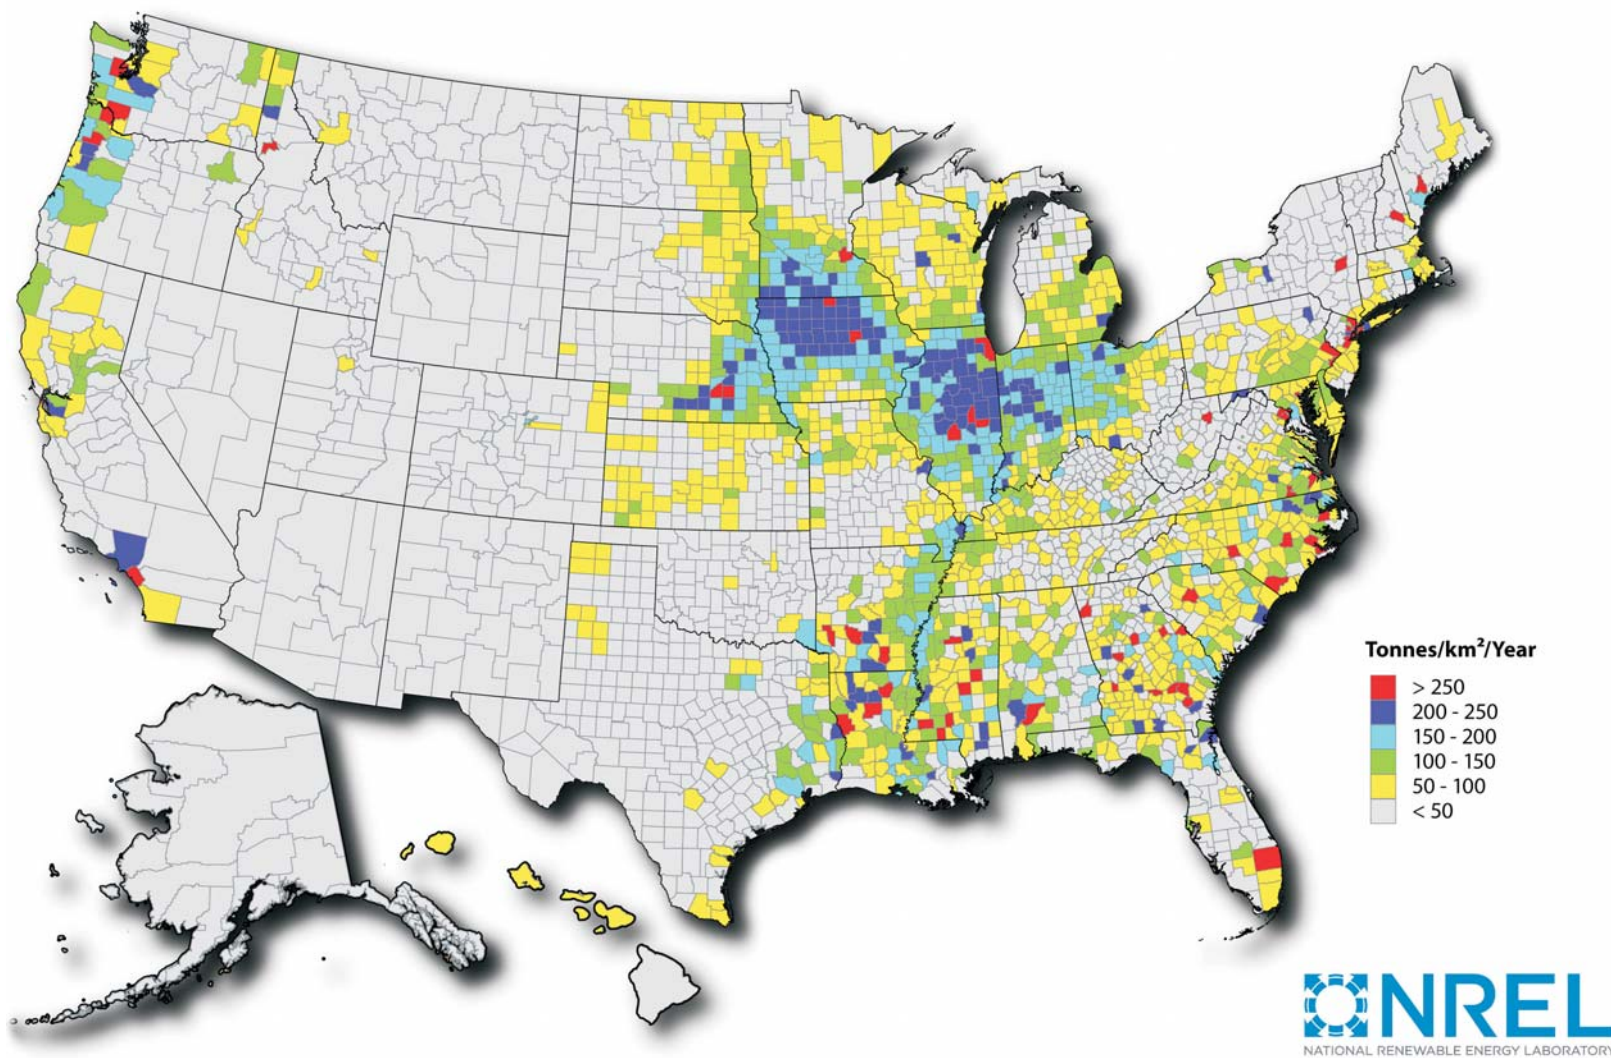 Tonnes/km²/Year
> 250
200 - 250
150 - 200
100 - 150
50 - 100
< 50
NREL
NATIONAL RENEWABLE ENERGY LABORATORY